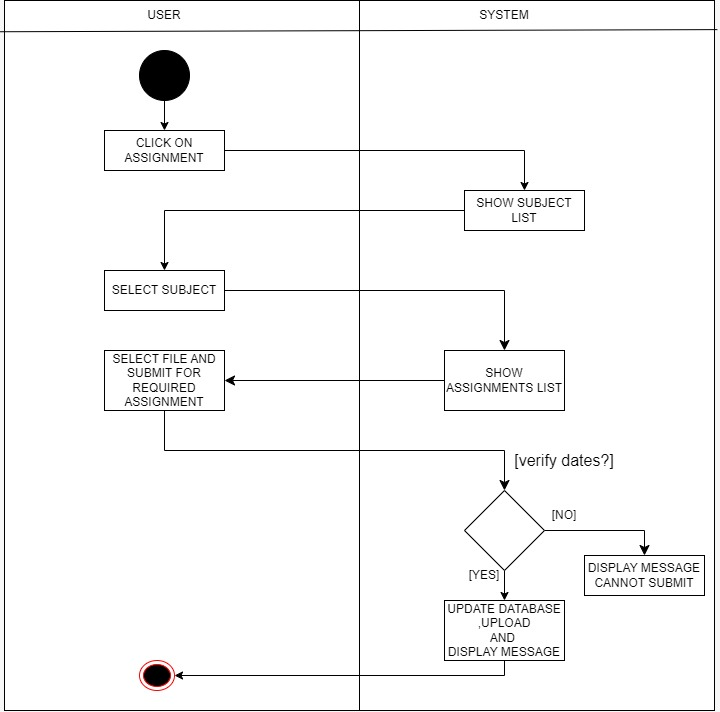 USER
SYSTEM
CLICK ON
ASSIGNMENT
SHOW SUBJECT
LIST
SELECT SUBJECT
SELECT FILE AND
SUBMIT FOR
REQUIRED
ASSIGNMENT
SHOW
ASSIGNMENTS LIST
[verify dates?]
[NO]
DISPLAY MESSAGE
CANNOT SUBMIT
[YES]
UPDATE DATABASE
,UPLOAD
AND
DISPLAY MESSAGE